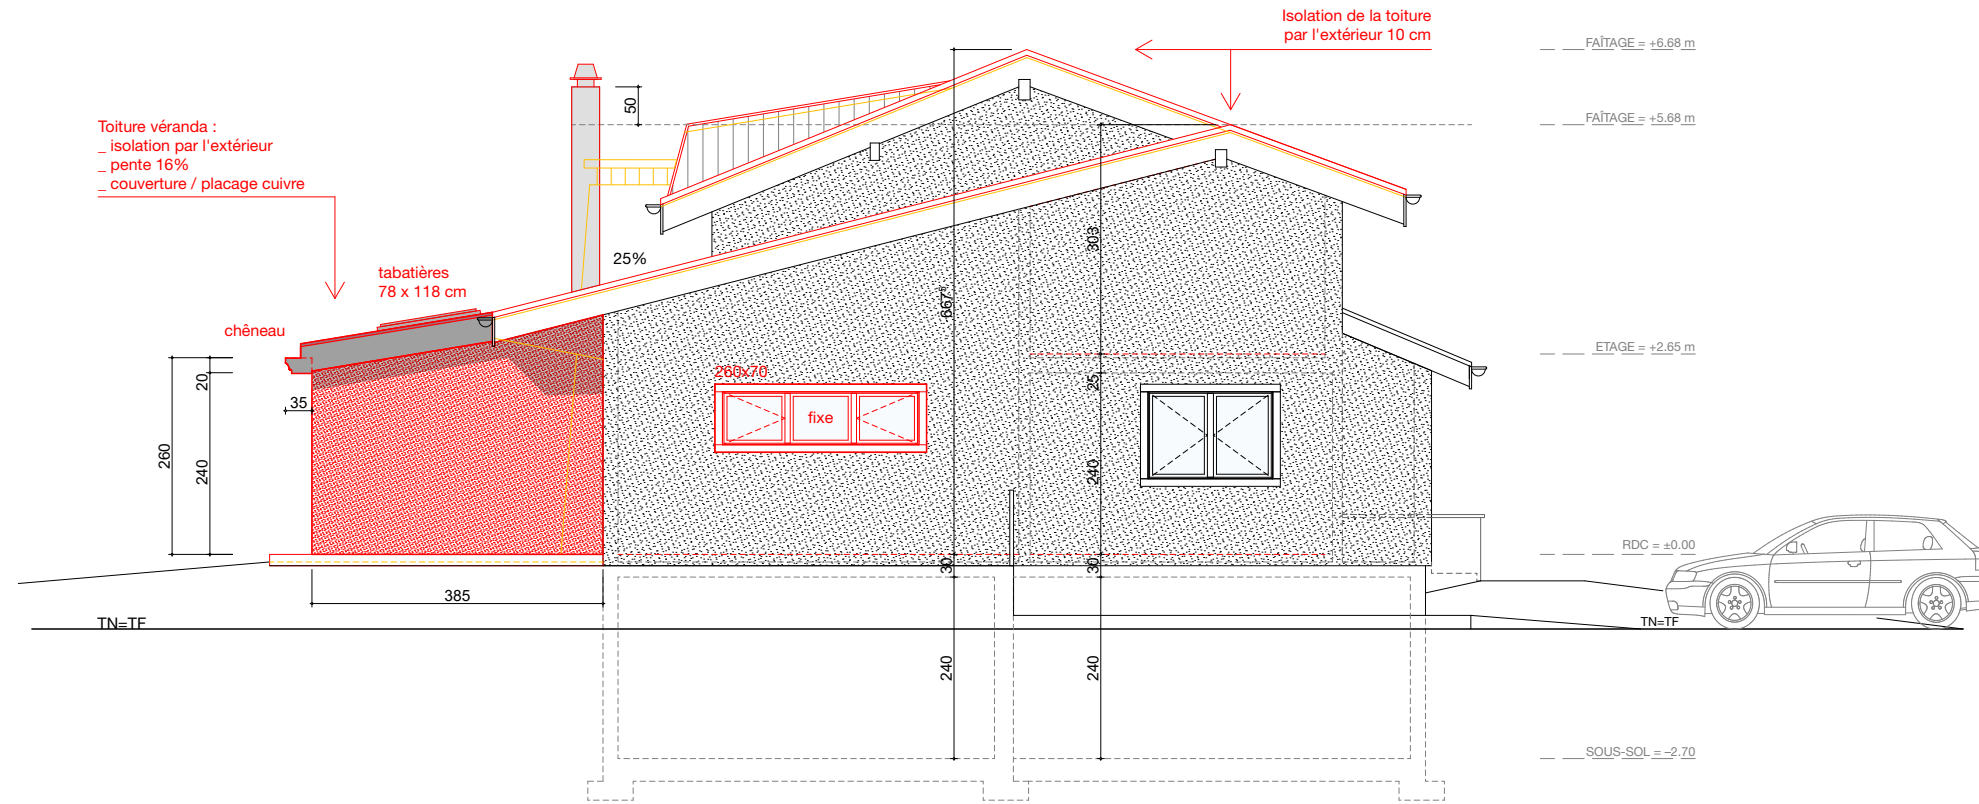 Isolation de la toiture
par l'extérieur 10 cm
FAÎTAGE = +6.68 m
50
FAÎTAGE = +5.68 m
Toiture véranda :
_ isolation par l'extérieur
_ pente 16%
_ couverture / placage cuivre
303
25%
tabatières
78 x 118 cm
667⁵
chêneau
ETAGE = +2.65 m
260x70
20
25
35
fixe
260
240
240
RDC = ±0.00
30
30
385
TN=TF
TN=TF
240
240
SOUS-SOL = –2.70